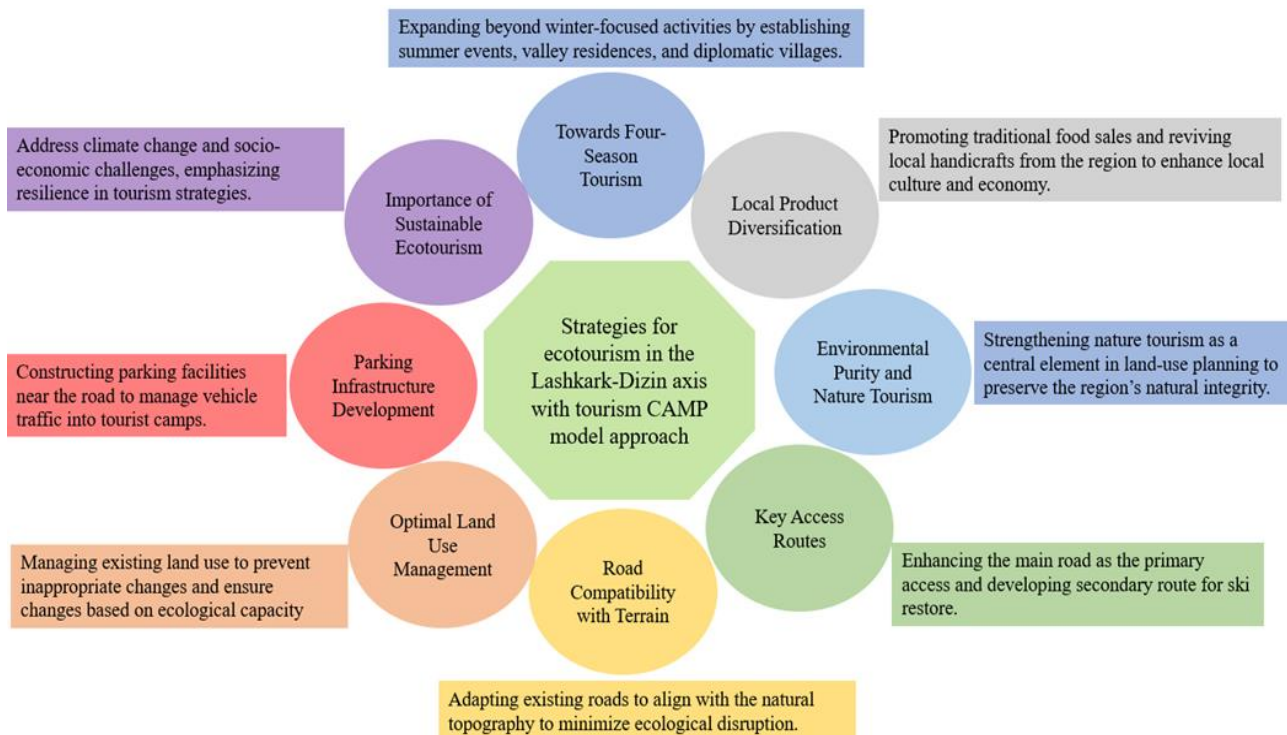 Expanding beyond winter-focused activities by establishing
summer events, valley residences, and diplomatic villages.
Towards Four-
Season
Tourism
Address climate change and socio-
economic challenges, emphasizing
resilience in tourism strategies.
Importance of
Sustainable
Ecotourism
Promoting traditional food sales and reviving
local handicrafts from the region to enhance local
culture and economy.
Local Product
Diversification
Strategies for
ecotourism in the
Lashkark-Dizin axis
with tourism CAMP
model approach
Constructing parking facilities
near the road to manage vehicle
traffic into tourist camps.
Parking
Infrastructure
Development
Environmental
Purity and
Nature Tourism
Strengthening nature tourism as a
central element in land-use planning to
preserve the region’s natural integrity.
Managing existing land use to prevent
inappropriate changes and ensure
changes based on ecological capacity
Optimal Land
Use
Management
Road
Compatibility
with Terrain
Key Access
Routes
Enhancing the main road as the primary
access and developing secondary route for ski
restore.
Adapting existing roads to align with the natural
topography to minimize ecological disruption.